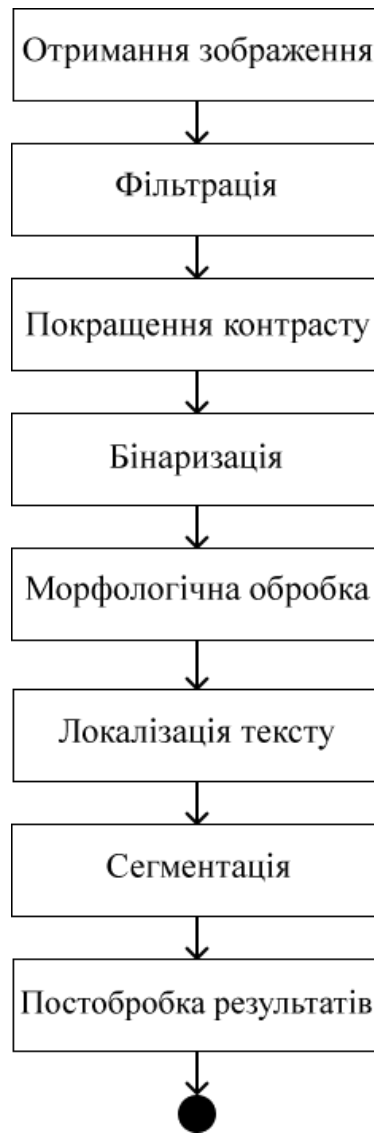 Отримання зображення
Фільтрація
Покращення контрасту
Бінаризація
Морфологічна обробка
Локалізація тексту
Сегментація
Постобробка результатів